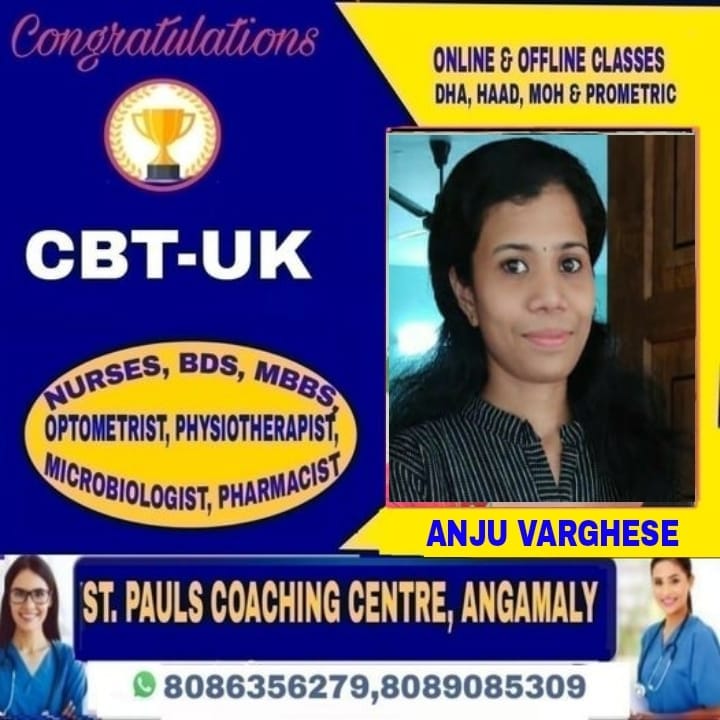 Congratulations
ONLINE & OFFLINE CLASSES
DHA, HAAD, MOH & PROMETRIC
CBT-UK
NURSES, BDS, MBBS,
OPTOMETRIST, PHYSIOTHERAPIST,
MICROBIOLOGIST, PHARMACIST
ANJU VARGHESE
ST. PAULS COACHING CENTRE, ANGAMALY
8086356279,8089085309